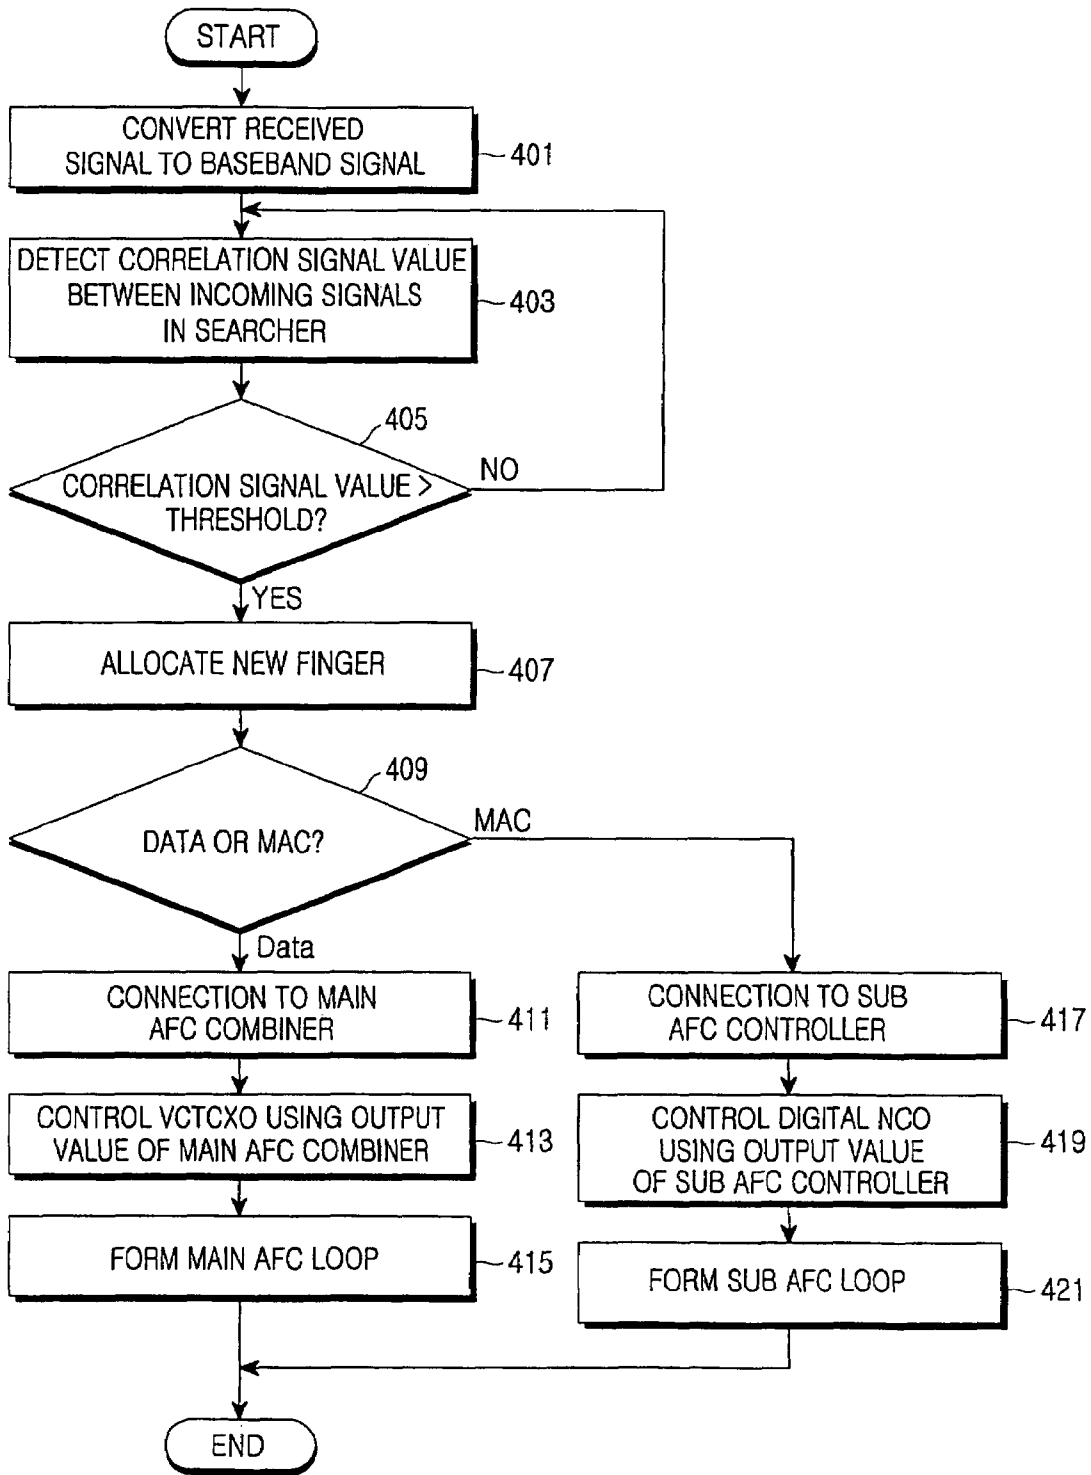 START
CONVERT RECEIVED
SIGNAL TO BASEBAND SIGNAL
401
DETECT CORRELATION SIGNAL VALUE
BETWEEN INCOMING SIGNALS
IN SEARCHER
403
405
CORRELATION SIGNAL VALUE >
THRESHOLD?
NO
YES
ALLOCATE NEW FINGER
407
409
DATA OR MAC?
MAC
Data
CONNECTION TO MAIN
AFC COMBINER
411
CONTROL VCTCXO USING OUTPUT
VALUE OF MAIN AFC COMBINER
413
FORM MAIN AFC LOOP
415
CONNECTION TO SUB
AFC CONTROLLER
417
CONTROL DIGITAL NCO
USING OUTPUT VALUE
OF SUB AFC CONTROLLER
419
FORM SUB AFC LOOP
421
END